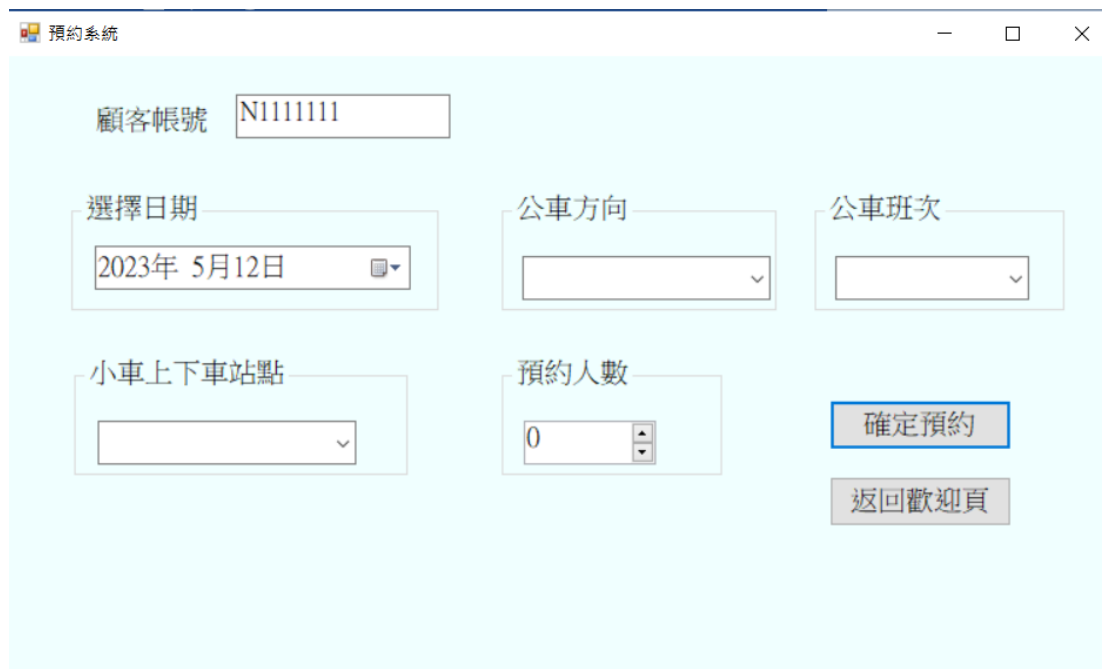 預約系統
顧客帳號 N1111111
選擇日期 公車方向 公車班次
2023年 5月12日
小車上下車站點 預約人數
0
確定預約
返回歡迎頁